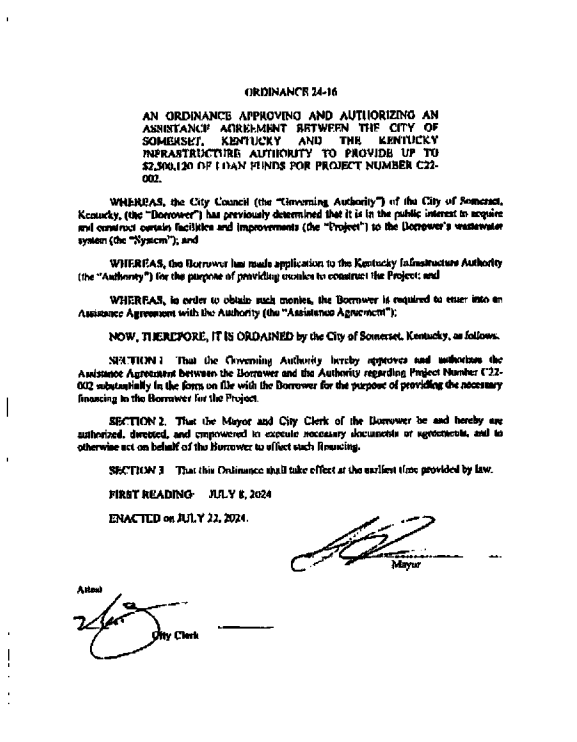 ORDINANCE 24-16
AN ORDINANCE APPROVING AND AUTHORIZING AN
ASSISTANCE AGREEMENT BETWEEN THE CITY OF
SOMERSET, KENTUCKY AND THE KENTUCKY
INFRASTRUCTURE AUTHORITY TO PROVIDE UP TO
$2,500,120 OF LOAN FUNDS FOR PROJECT NUMBER C22-
002.
WHEREAS, the City Council (the "Governing Authority") of the City of Somerset,
Kentucky, (the "Borrower") has previously determined that it is in the public interest to acquire
and construct certain facilities and improvements (the "Project") to the Borrower's wastewater
system (the "System"); and
WHEREAS, the Borrower has made application to the Kentucky Infrastructure Authority
(the "Authority") for the purpose of providing monies to construct the Project; and
WHEREAS, in order to obtain such monies, the Borrower is required to enter into an
Assistance Agreement with the Authority (the "Assistance Agreement");
NOW, THEREFORE, IT IS ORDAINED by the City of Somerset, Kentucky, as follows.
SECTION 1 That the Governing Authority hereby approves and authorizes the
Assistance Agreement between the Borrower and the Authority regarding Project Number C22-
002 substantially in the form on file with the Borrower for the purpose of providing the necessary
financing to the Borrower for the Project.
SECTION 2. That the Mayor and City Clerk of the Borrower be and hereby are
authorized, directed, and empowered to execute necessary documents or agreements, and to
otherwise act on behalf of the Borrower to effect such financing.
SECTION 3 That this Ordinance shall take effect at the earliest time provided by law.
FIRST READING- JULY 8, 2024
ENACTED on JULY 22, 2024.
Mayor
Attest
City Clerk